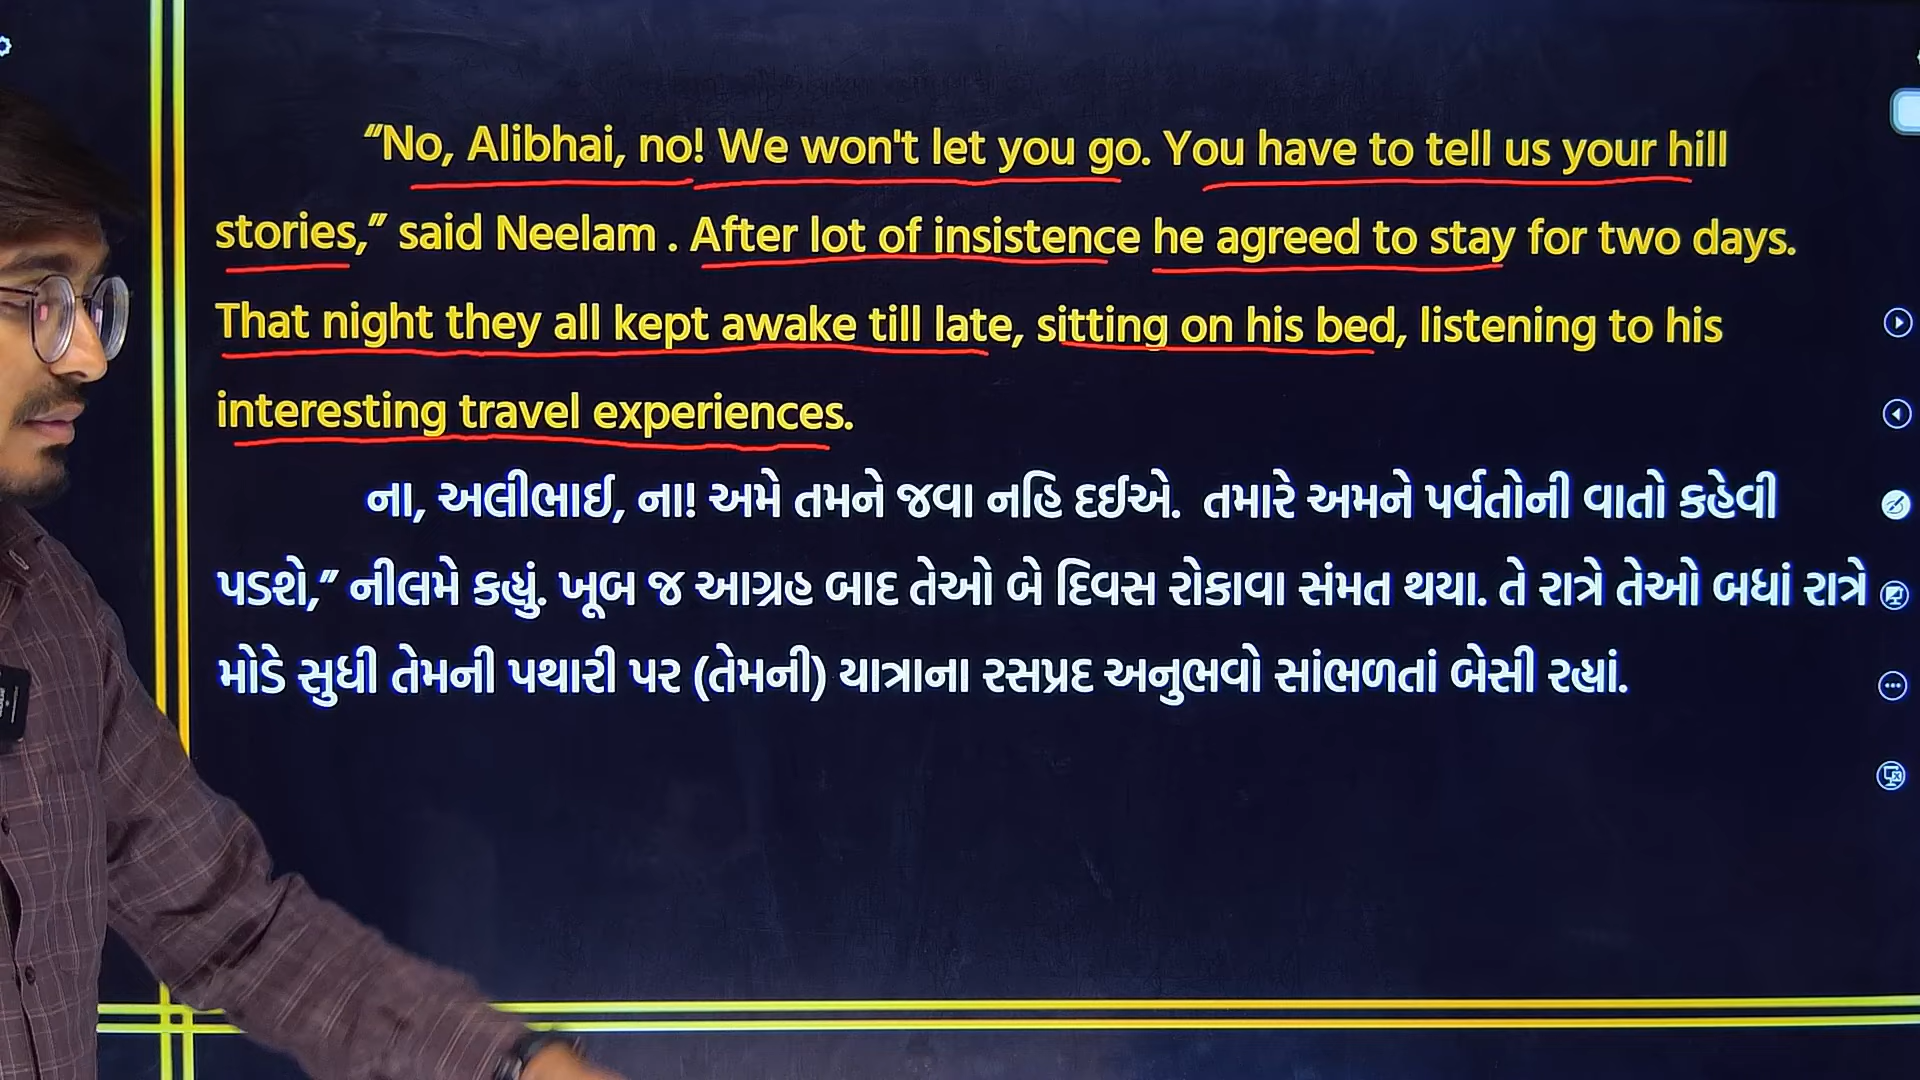 “No, Alibhai, no! We won't let you go. You have to tell us your hill
stories,” said Neelam . After lot of insistence he agreed to stay for two days.
That night they all kept awake till late, sitting on his bed, listening to his
interesting travel experiences.
ના, અલીભાઈ, ના! અમે તમને જવા નહિ દઈએ. તમારે અમને પર્વતોની વાતો કહેવી
પડશે,” નીલમે કહ્યું. ખૂબ જ આગ્રહ બાદ તેઓ બે દિવસ રોકાવા સંમત થયા. તે રાત્રે તેઓ બધાં રાત્રે
મોડે સુધી તેમની પથારી પર (તેમની) યાત્રાના રસપ્રદ અનુભવો સાંભળતાં બેસી રહ્યાં.